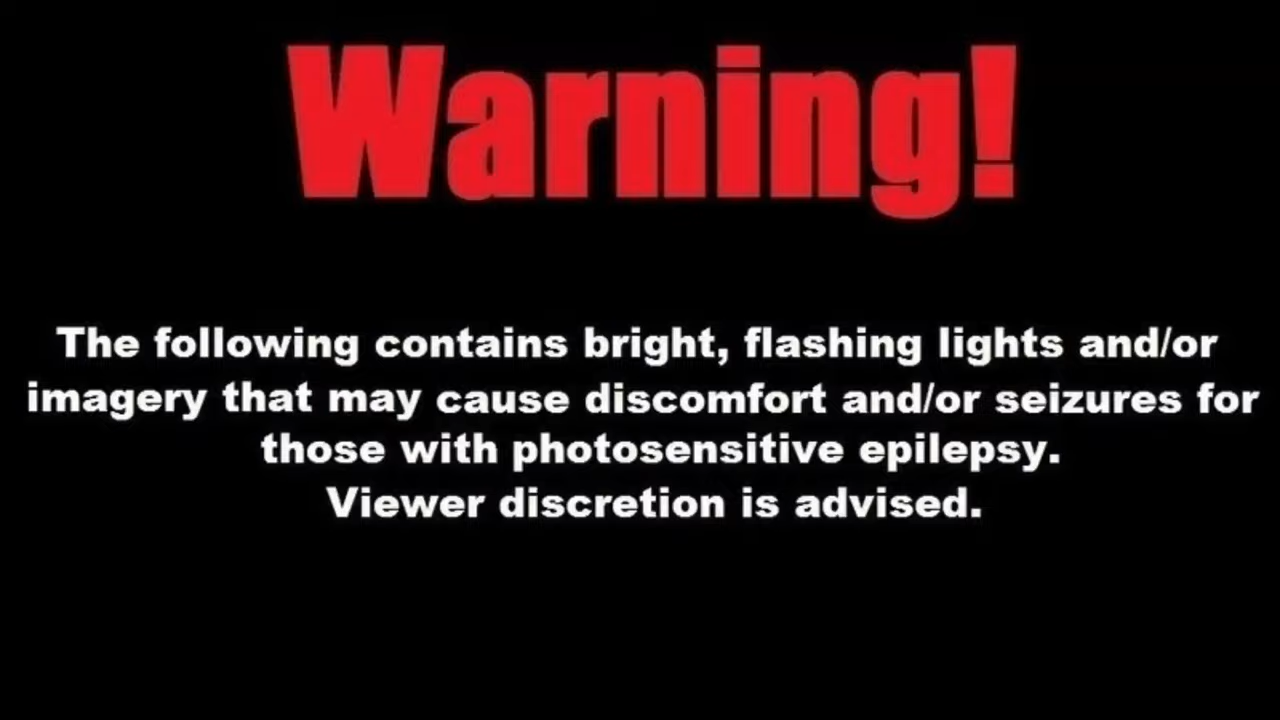 Warning!
The following contains bright, flashing lights and/or
imagery that may cause discomfort and/or seizures for
those with photosensitive epilepsy.
Viewer discretion is advised.